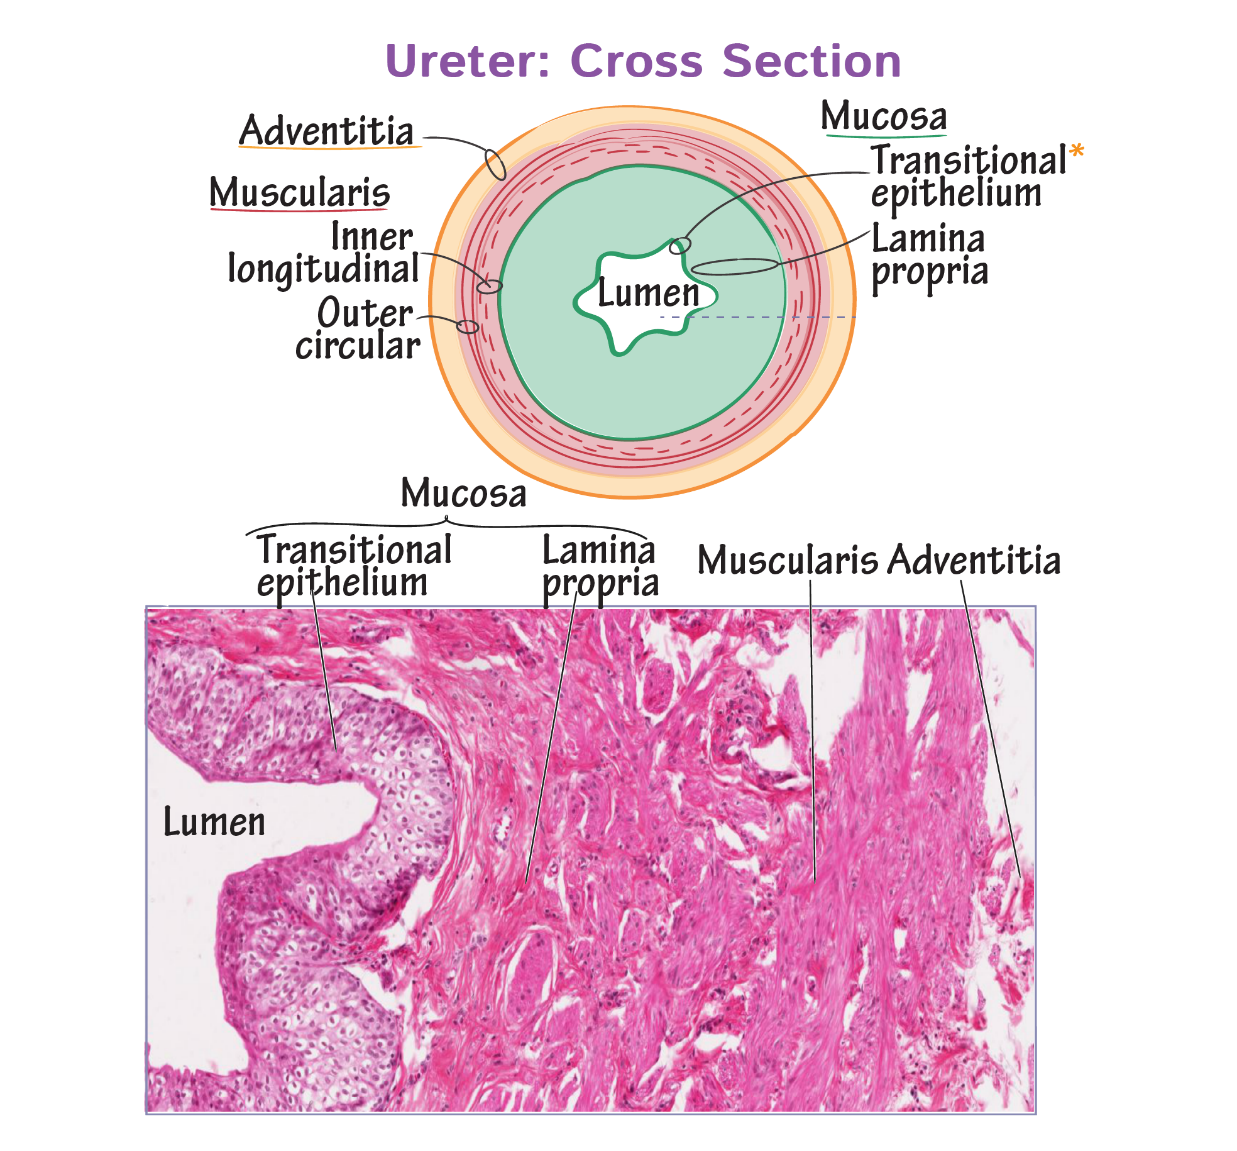 Ureter: Cross Section
Adventitia
Muscularis
Inner
longitudinal
Outer
circular
Mucosa
Transitional*
epithelium
Lamina
propria
Lumen
Mucosa
Transitional
epithelium
Lamina
propria
Muscularis
Adventitia
Lumen